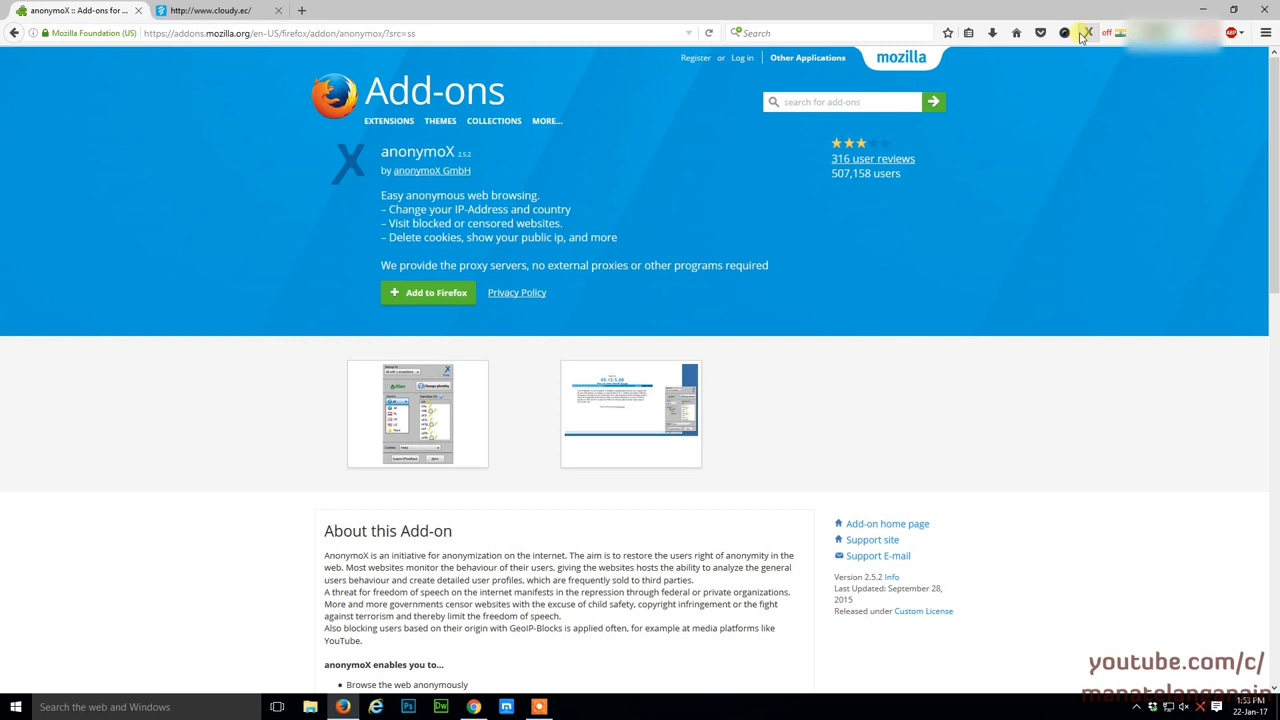 anonymoX :: Add-ons for ...
http://www.cloudy.ec/
Mozilla Foundation (US)
https://addons.mozilla.org/en-US/firefox/addon/anonymox/?src=ss
Search
off
ABP
Register or Log in
Other Applications
mozilla
Add-ons
search for add-ons
EXTENSIONS THEMES COLLECTIONS MORE...
X
anonymoX 2.5.2
by anonymoX GmbH
316 user reviews
507,158 users
Easy anonymous web browsing.
– Change your IP-Address and country
– Visit blocked or censored websites.
– Delete cookies, show your public ip, and more
We provide the proxy servers, no external proxies or other programs required
+ Add to Firefox
Privacy Policy
Active
Change identity
About this Add-on
AnonymoX is an initiative for anonymization on the internet. The aim is to restore the users right of anonymity in the
web. Most websites monitor the behaviour of their users, giving the websites hosts the ability to analyze the general
users behaviour and create detailed user profiles, which are frequently sold to third parties.
A threat for freedom of speech on the internet manifests in the repression through federal or private organizations.
More and more governments censor websites with the excuse of child safety, copyright infringement or the fight
against terrorism and thereby limit the freedom of speech.
Also blocking users based on their origin with GeoIP-Blocks is applied often, for example at media platforms like
YouTube.
anonymoX enables you to...
• Browse the web anonymously
Add-on home page
Support site
Support E-mail
Version 2.5.2 Info
Last Updated: September 28,
2015
Released under Custom License
youtube.com/c/
Search the web and Windows
Ps
Dw
1:53 PM
22-Jan-17